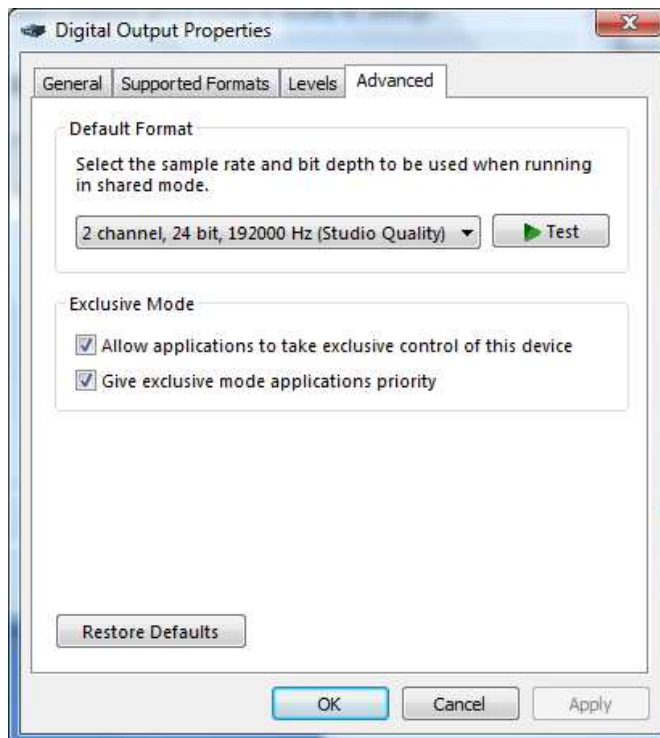 Digital Output Properties
General Supported Formats Levels Advanced
Default Format
Select the sample rate and bit depth to be used when running
in shared mode.
2 channel, 24 bit, 192000 Hz (Studio Quality) Test
Exclusive Mode
Allow applications to take exclusive control of this device
Give exclusive mode applications priority
Restore Defaults
OK Cancel Apply